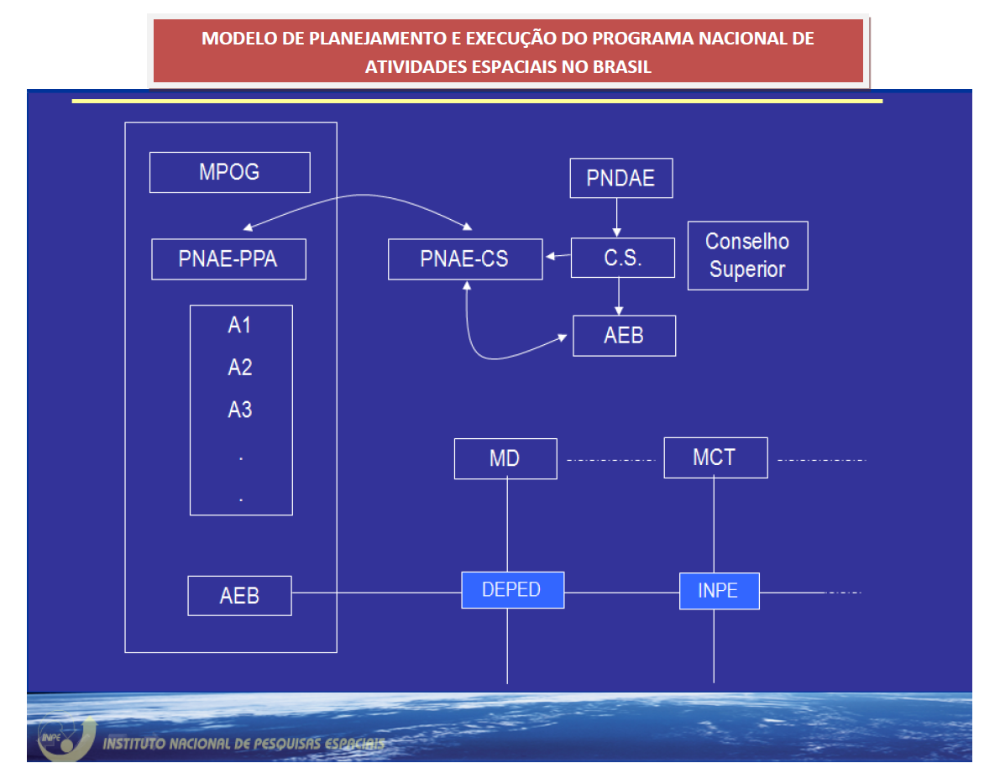 MODELO DE PLANEJAMENTO E EXECUÇÃO DO PROGRAMA NACIONAL DE
ATIVIDADES ESPACIAIS NO BRASIL
MPOG
PNDAE
PNAE-PPA
PNAE-CS
C.S.
Conselho
Superior
A1
A2
A3
.
.
AEB
MD
MCT
AEB
DEPED
INPE
INPE
INSTITUTO NACIONAL DE PESQUISAS ESPACIAIS